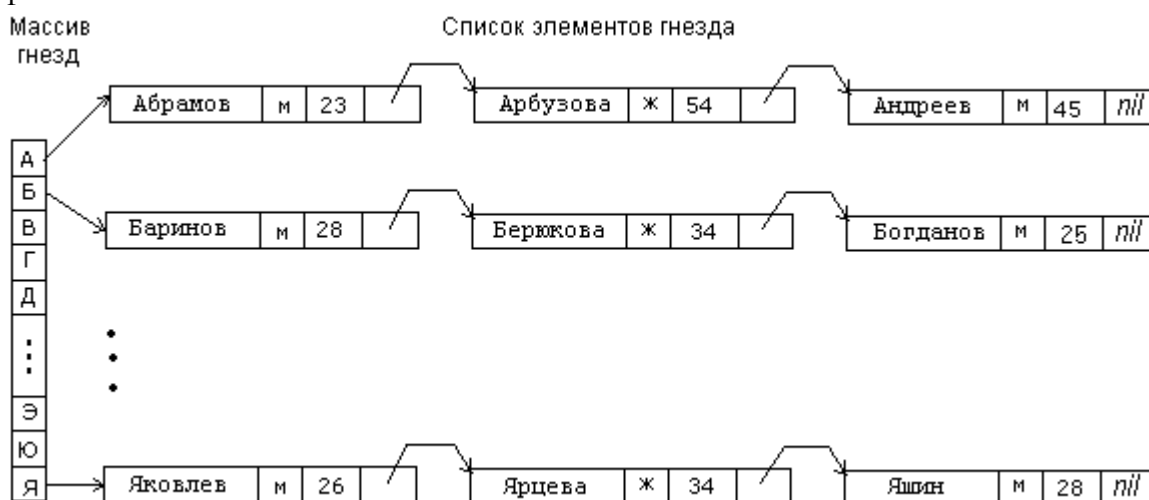 Массив гнезд
Список элементов гнезда
Абрамов м 23
Арбузова ж 54
Андреев м 45 nil
А
Б
В
Г
Д
Баринов м 28
Берюкова ж 34
Богданов м 25 nil
Э
Ю
Я
Яковлев м 26
Ярцева ж 34
Яшин м 28 nil